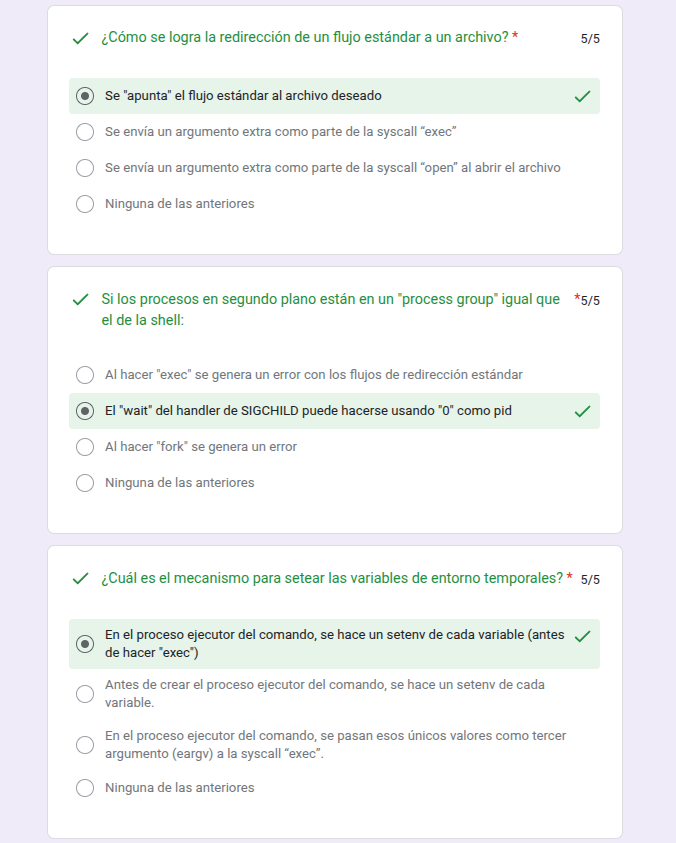 ¿Cómo se logra la redirección de un flujo estándar a un archivo? * 5/5
Se "apunta" el flujo estándar al archivo deseado
Se envía un argumento extra como parte de la syscall “exec”
Se envía un argumento extra como parte de la syscall “open” al abrir el archivo
Ninguna de las anteriores
Si los procesos en segundo plano están en un "process group" igual que *5/5
el de la shell:
Al hacer "exec" se genera un error con los flujos de redirección estándar
El "wait" del handler de SIGCHILD puede hacerse usando "0" como pid
Al hacer "fork" se genera un error
Ninguna de las anteriores
¿Cuál es el mecanismo para setear las variables de entorno temporales? * 5/5
En el proceso ejecutor del comando, se hace un setenv de cada variable (antes
de hacer "exec")
Antes de crear el proceso ejecutor del comando, se hace un setenv de cada
variable.
En el proceso ejecutor del comando, se pasan esos únicos valores como tercer
argumento (eargv) a la syscall “exec”.
Ninguna de las anteriores